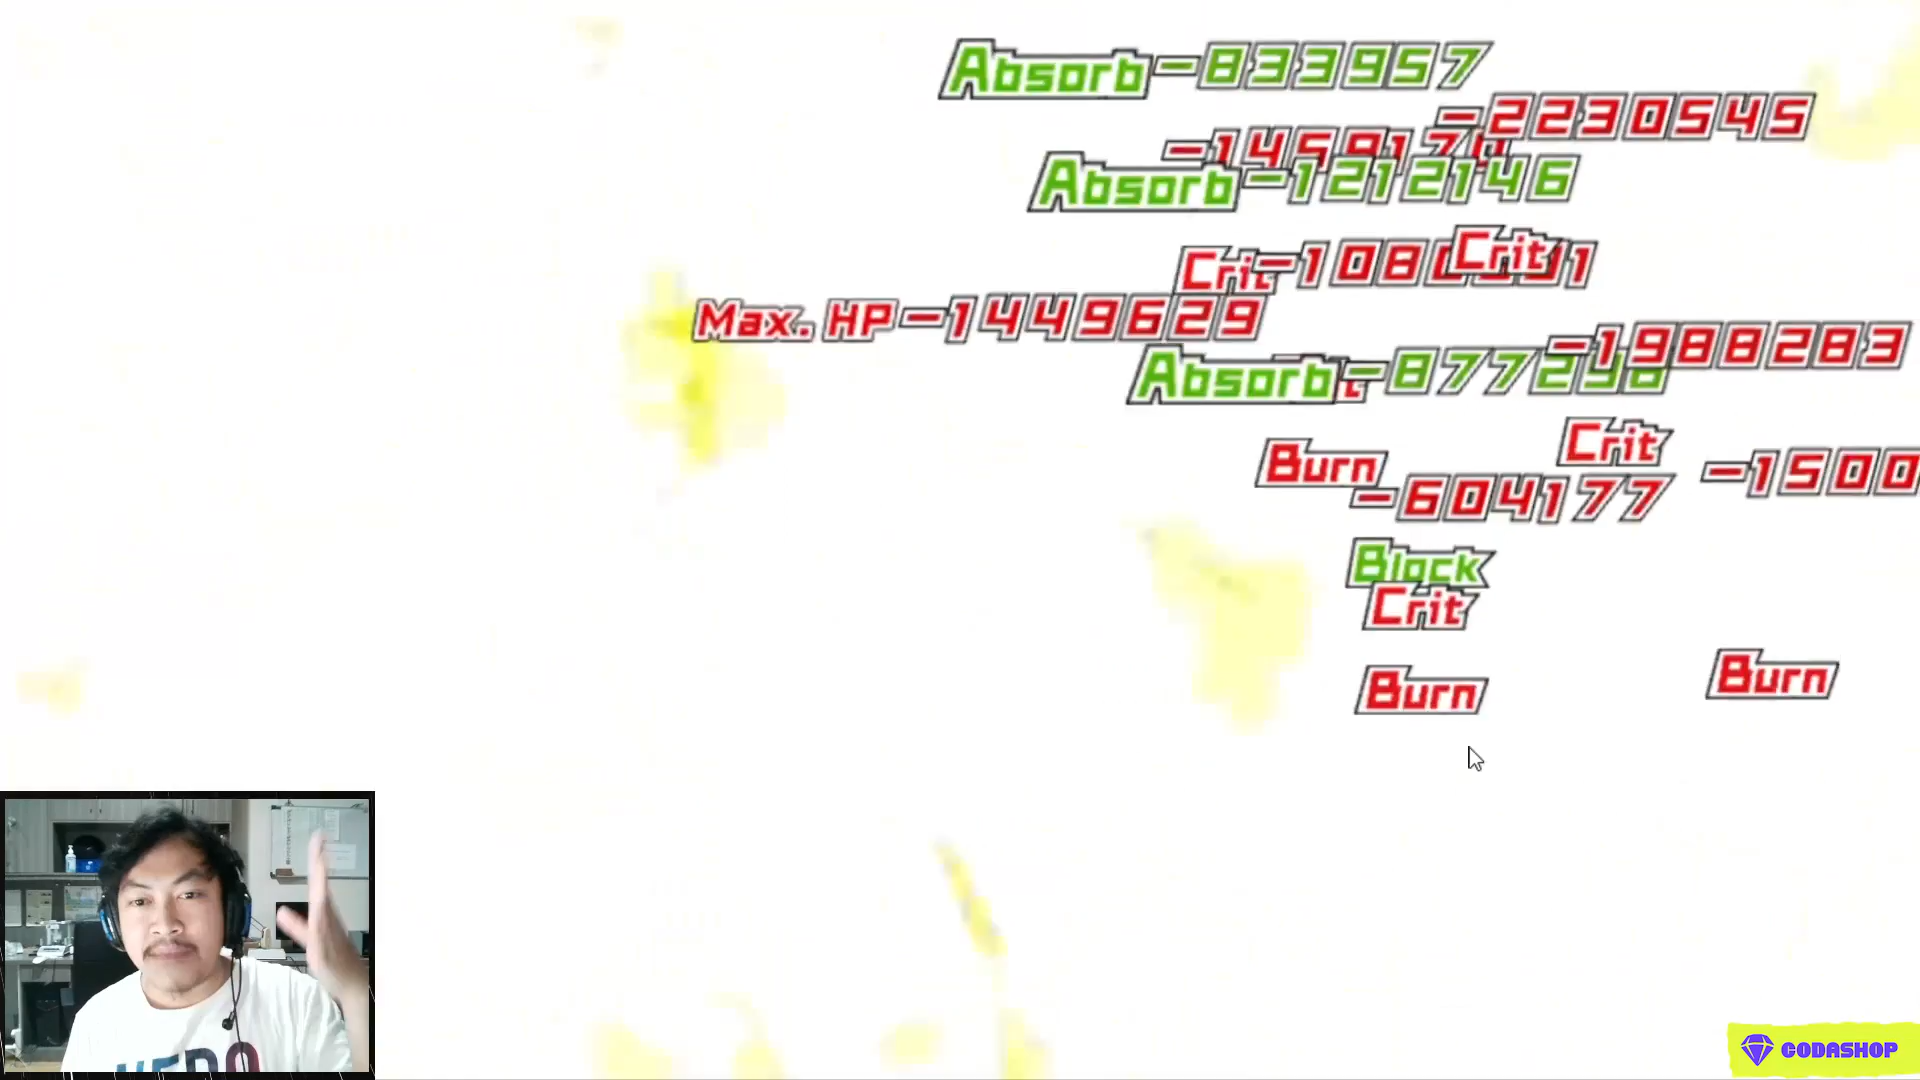 Absorb -833957
-2230545
Absorb -1212146
Crit
Crit
Max. HP -1449629
-1988283
Absorb
Crit
Burn
-604177
-1500
Block
Crit
Burn
Burn
CODASHOP